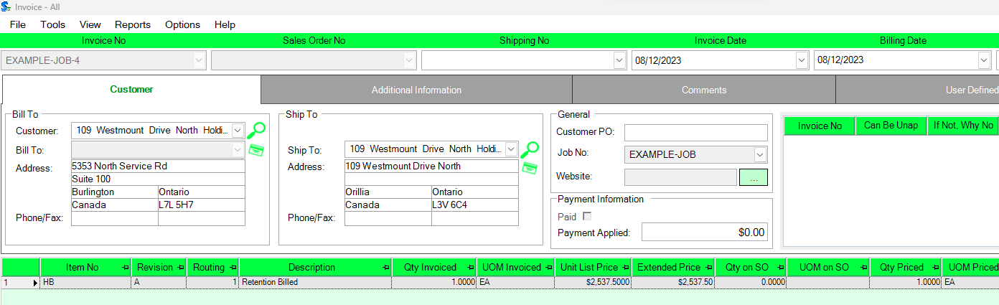 Invoice - All
File Tools View Reports Options Help
Invoice No Sales Order No Shipping No Invoice Date Billing Date
EXAMPLE-JOB-4 08/12/2023 08/12/2023
Customer Additional Information Comments User Defined
Bill To Ship To General
Customer: 109 Westmount Drive North Holdi... Customer PO: Invoice No Can Be Unap If Not, Why No
Bill To: Ship To: 109 Westmount Drive North Holdi... Job No: EXAMPLE-JOB
Address: 5353 North Service Rd Address: 109 Westmount Drive North
Suite 100 Website: ...
Burlington Ontario Orillia Ontario
Canada L7L 5H7 Canada L3V 6C4 Payment Information
Phone/Fax: Phone/Fax: Paid
Payment Applied: $0.00
Item No Revision Routing Description Qty Invoiced UOM Invoiced Unit List Price Extended Price Qty on SO UOM on SO Qty Priced UOM Priced
1 HB A 1 Retention Billed 1.0000 EA $2,537.5000 $2,537.50 0.0000 1.0000 EA